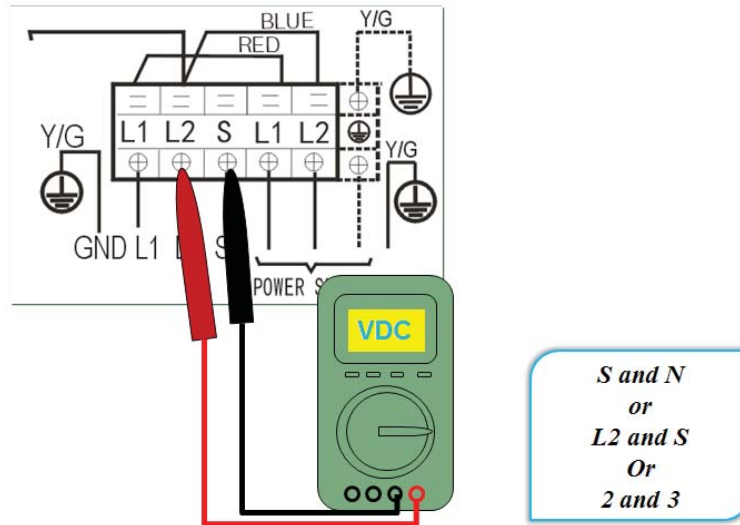 Y/G
BLUE
RED
L1 L2 S L1 L2
Y/G
Y/G
GND L1
POWER
VDC
S and N
or
L2 and S
Or
2 and 3